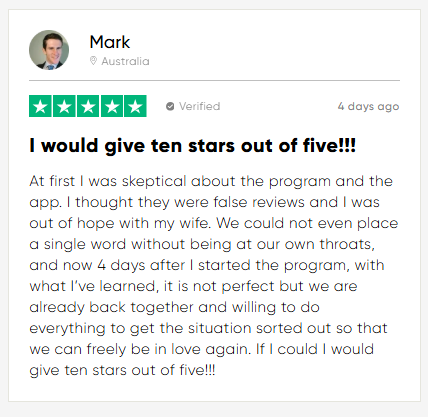 Mark
Australia
Verified
4 days ago
I would give ten stars out of five!!!
At first I was skeptical about the program and the
app. I thought they were false reviews and I was
out of hope with my wife. We could not even place
a single word without being at our own throats,
and now 4 days after I started the program, with
what I’ve learned, it is not perfect but we are
already back together and willing to do
everything to get the situation sorted out so that
we can freely be in love again. If I could I would
give ten stars out of five!!!